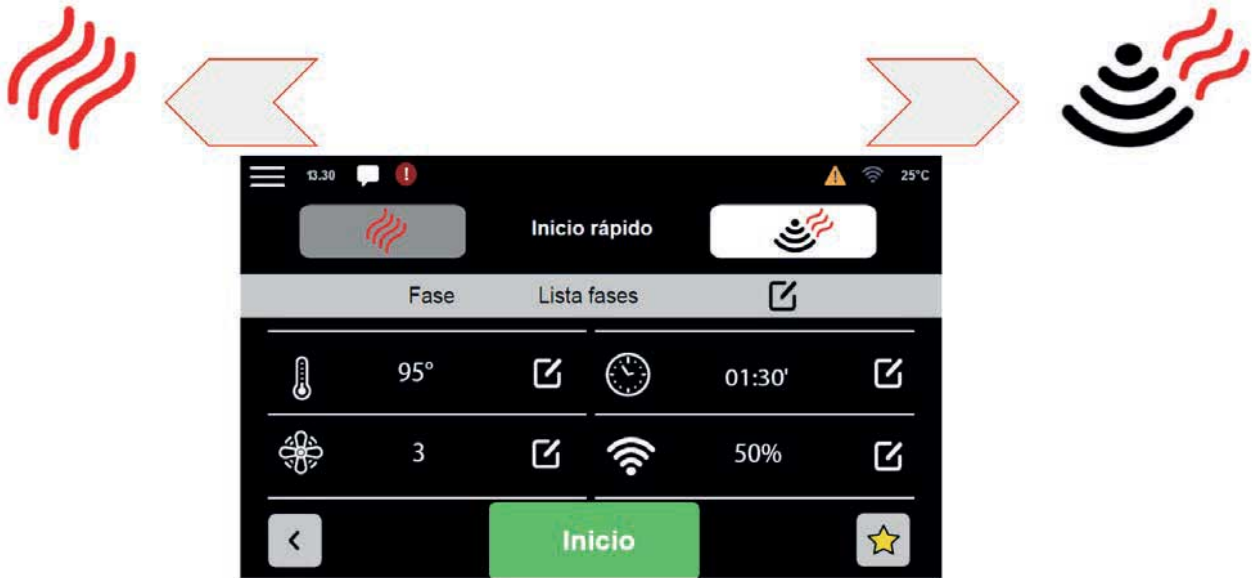 13.30
25°C
Inicio rápido
Fase Lista fases
95° 01:30'
3 50%
Inicio